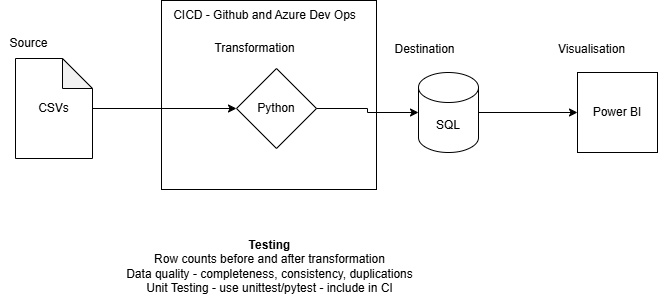 CICD - Github and Azure Dev Ops
Source
Transformation
Destination
Visualisation
CSVs
Python
SQL
Power BI
Testing
Row counts before and after transformation
Data quality - completeness, consistency, duplications
Unit Testing - use unittest/pytest - include in CI